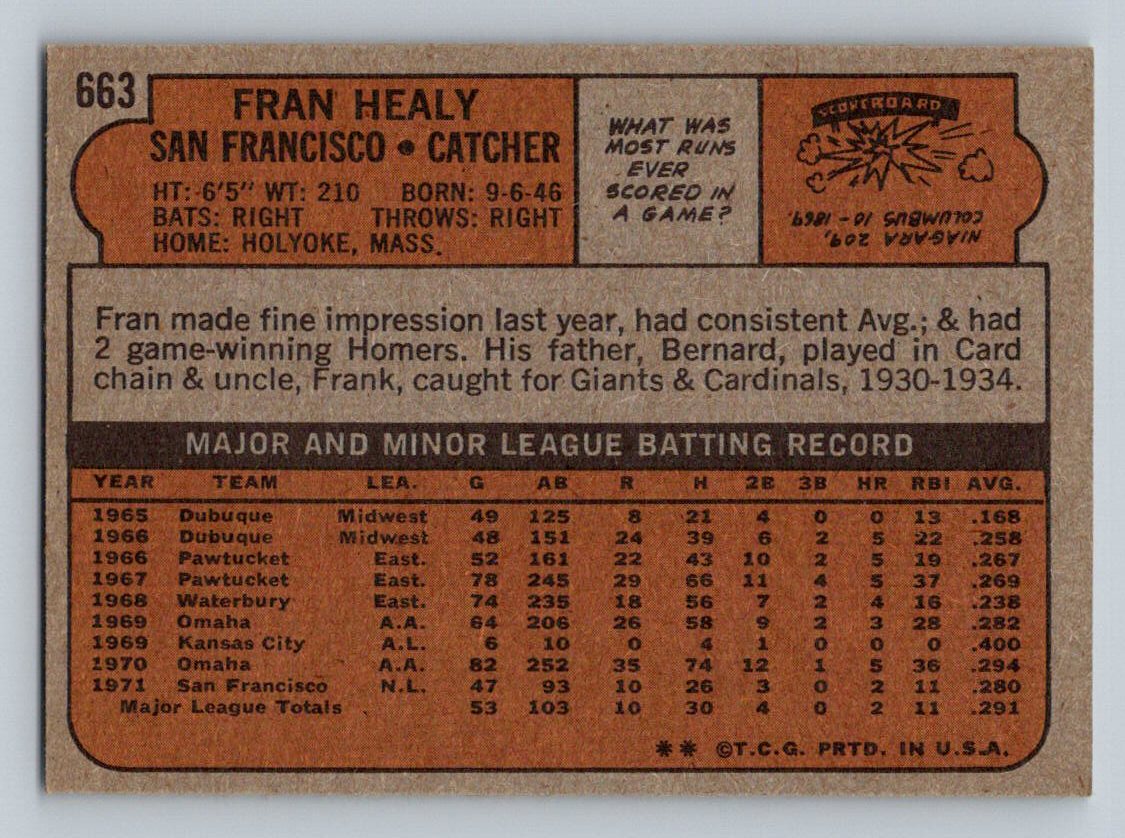 663
FRAN HEALY
SAN FRANCISCO • CATCHER
HT: 6'5" WT: 210 BORN: 9-6-46
BATS: RIGHT THROWS: RIGHT
HOME: HOLYOKE, MASS.
WHAT WAS
MOST RUNS
EVER
SCORED IN
A GAME?
SCOREBOARD
NIAGARA 209,
COLUMBUS 10 - 1869.
Fran made fine impression last year, had consistent Avg.; & had
2 game-winning Homers. His father, Bernard, played in Card
chain & uncle, Frank, caught for Giants & Cardinals, 1930-1934.
MAJOR AND MINOR LEAGUE BATTING RECORD
YEAR TEAM LEA. G AB R H 2B 3B HR RBI AVG.
1965 Dubuque Midwest 49 125 8 21 4 0 0 13 .168
1966 Dubuque Midwest 48 151 24 39 6 2 5 22 .258
1966 Pawtucket East. 52 161 22 43 10 2 5 19 .267
1967 Pawtucket East. 78 245 29 66 11 4 5 37 .269
1968 Waterbury East. 74 235 18 56 7 2 4 16 .238
1969 Omaha A.A. 64 206 26 58 9 2 3 28 .282
1969 Kansas City A.L. 6 10 0 4 1 0 0 0 .400
1970 Omaha A.A. 82 252 35 74 12 1 5 36 .294
1971 San Francisco N.L. 47 93 10 26 3 0 2 11 .280
Major League Totals 53 103 10 30 4 0 2 11 .291
** ©T.C.G. PRTD. IN U.S.A.